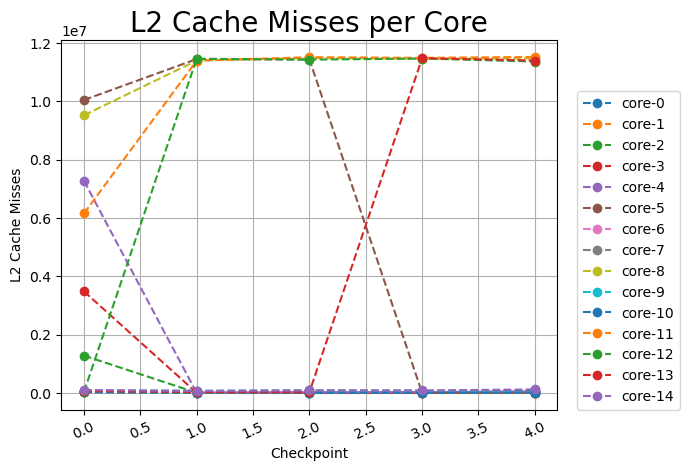 L2 Cache Misses per Core
1e7
1.2
1.0
0.8
0.6
0.4
0.2
0.0
L2 Cache Misses
0.0 0.5 1.0 1.5 2.0 2.5 3.0 3.5 4.0
Checkpoint
core-0
core-1
core-2
core-3
core-4
core-5
core-6
core-7
core-8
core-9
core-10
core-11
core-12
core-13
core-14